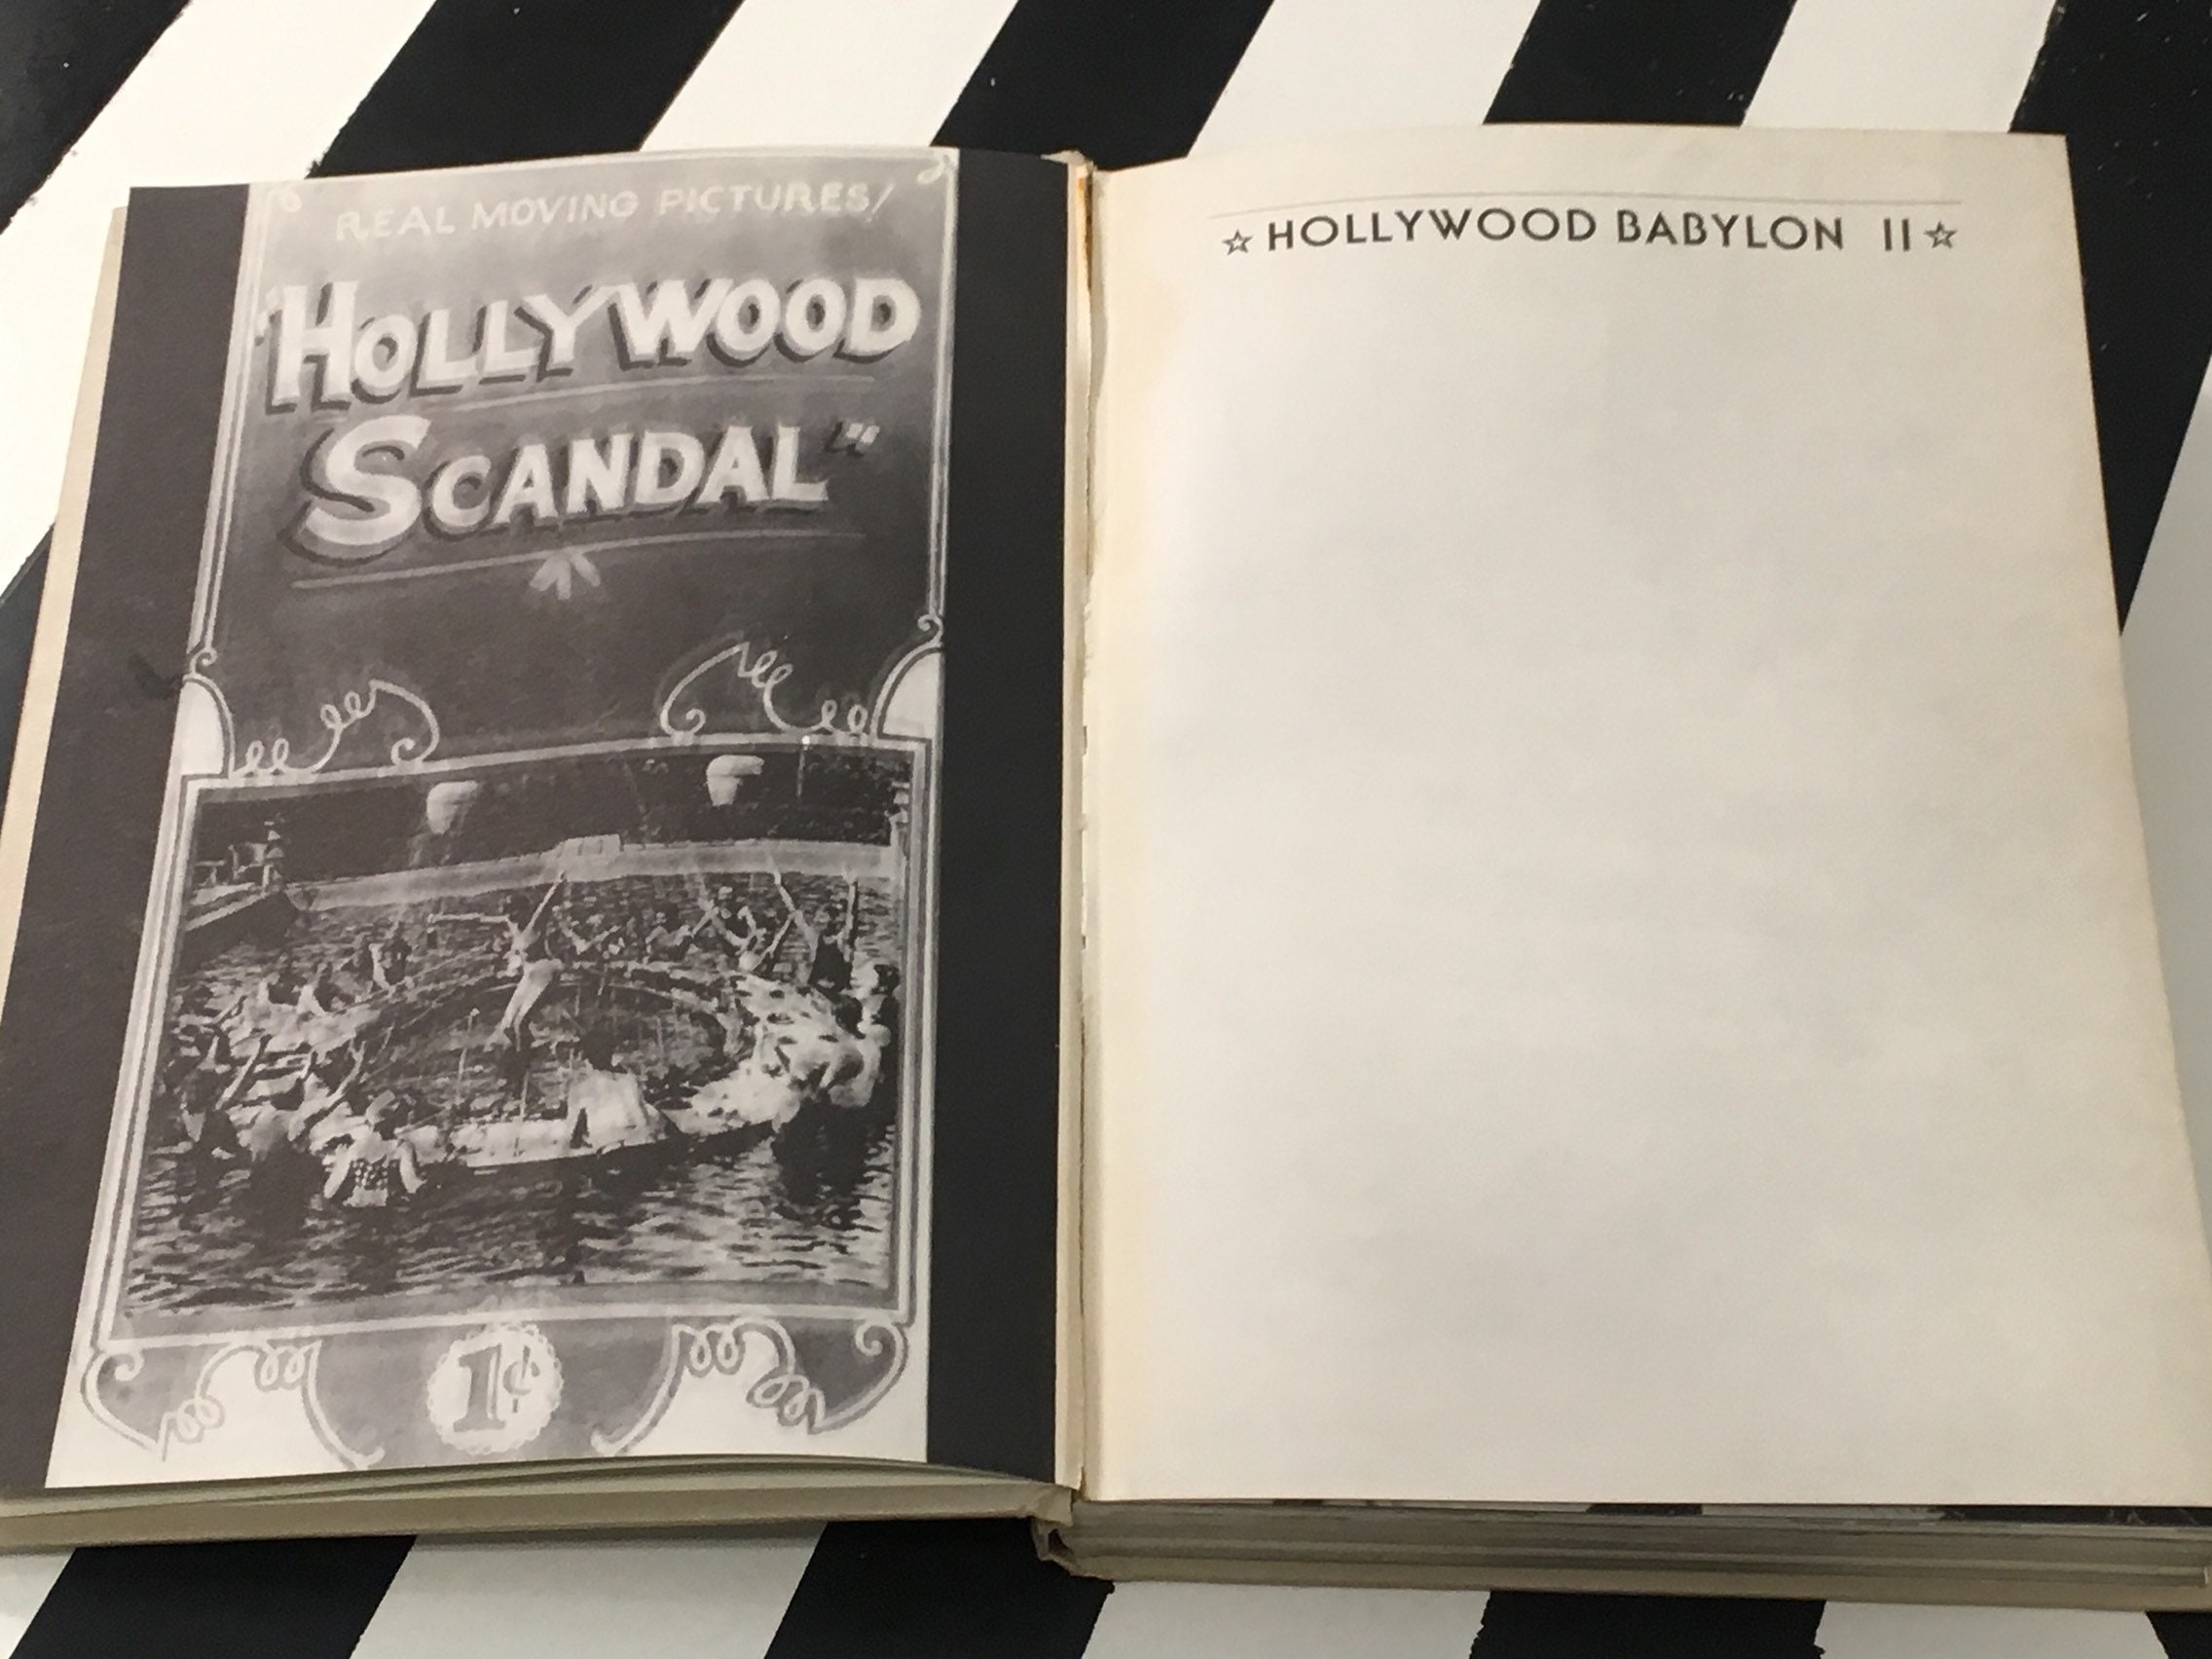 REAL MOVING PICTURES!
"HOLLYWOOD
SCANDAL"
1¢
☆ HOLLYWOOD BABYLON II ☆